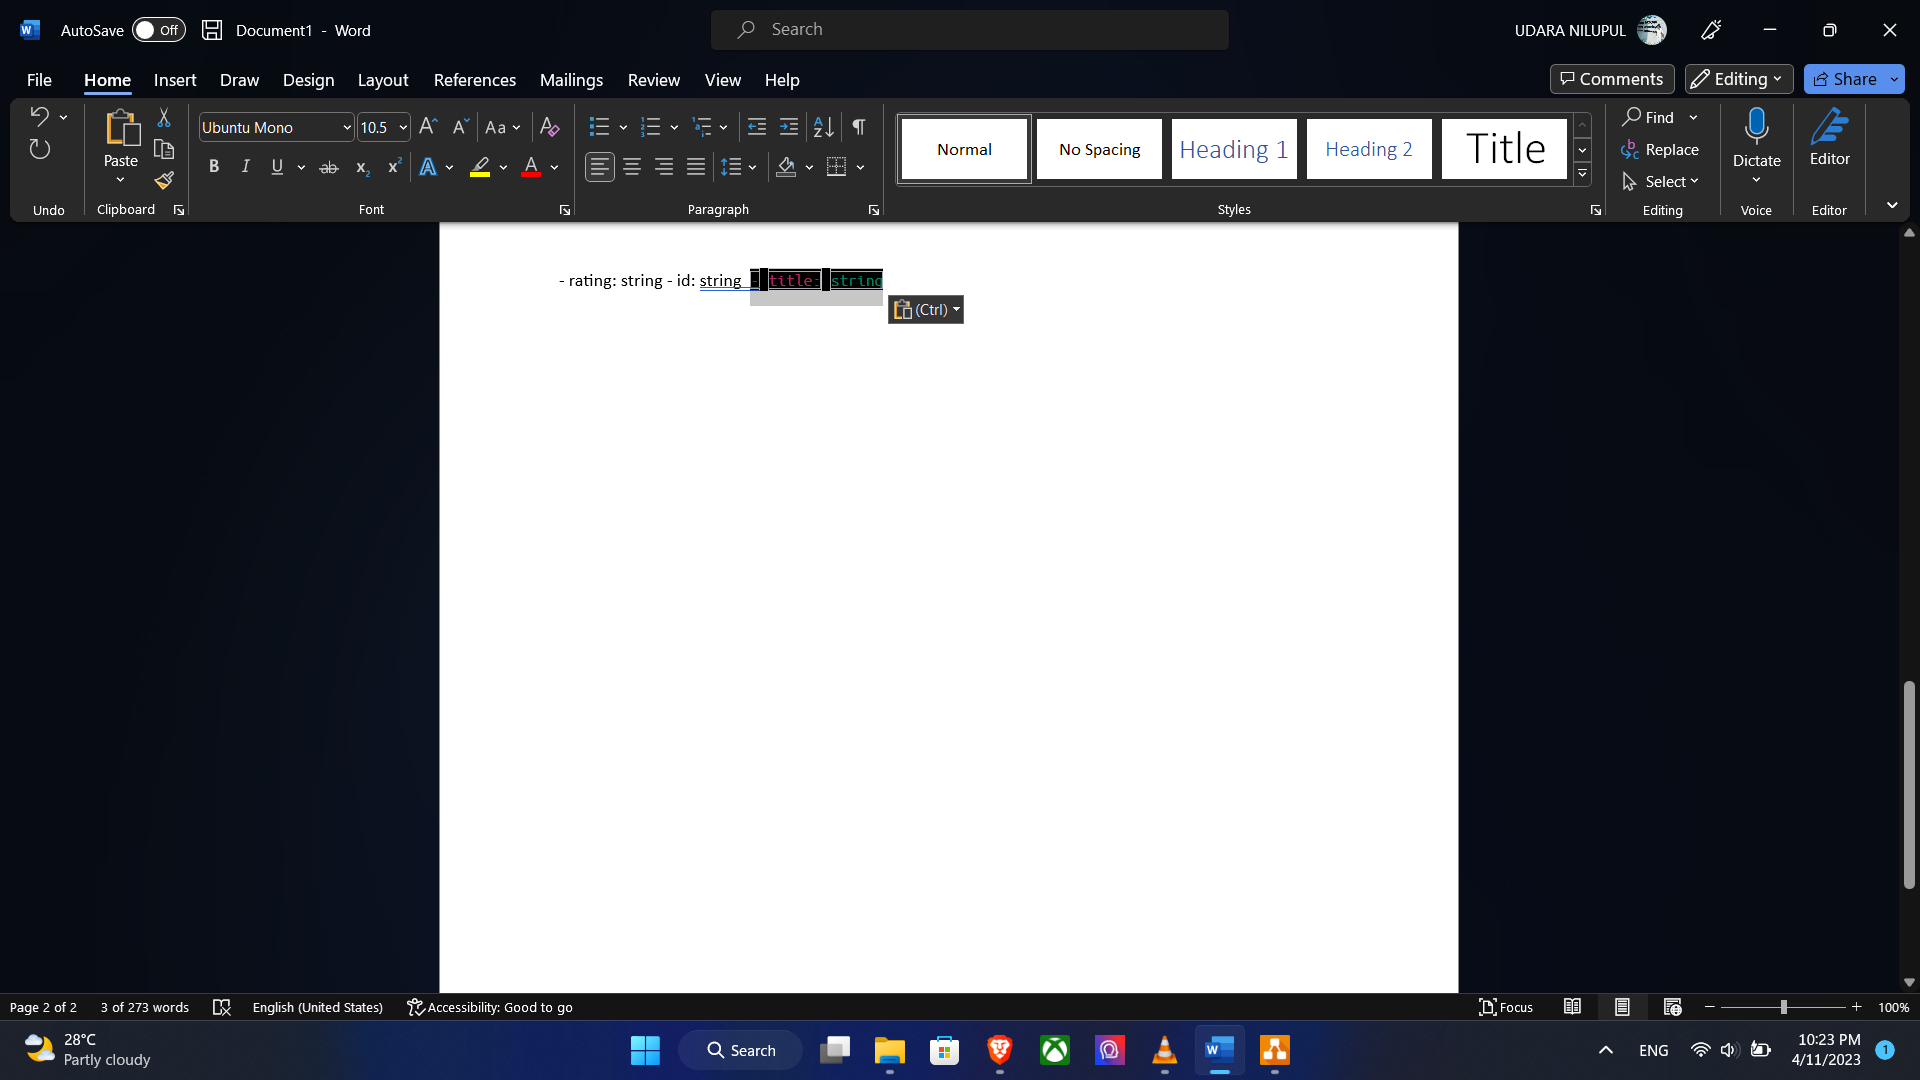 AutoSave Off Document1 - Word Search UDARA NILUPUL
File Home Insert Draw Design Layout References Mailings Review View Help Comments Editing Share
Paste Ubuntu Mono 10.5 Aa Normal No Spacing Heading 1 Heading 2 Title Find Replace Select Dictate Editor
Undo Clipboard Font Paragraph Styles Editing Voice Editor
- rating: string - id: string - title: string
(Ctrl)
Page 2 of 2 3 of 273 words English (United States) Accessibility: Good to go Focus 100%
28°C
Partly cloudy
Search
ENG
10:23 PM
4/11/2023
1